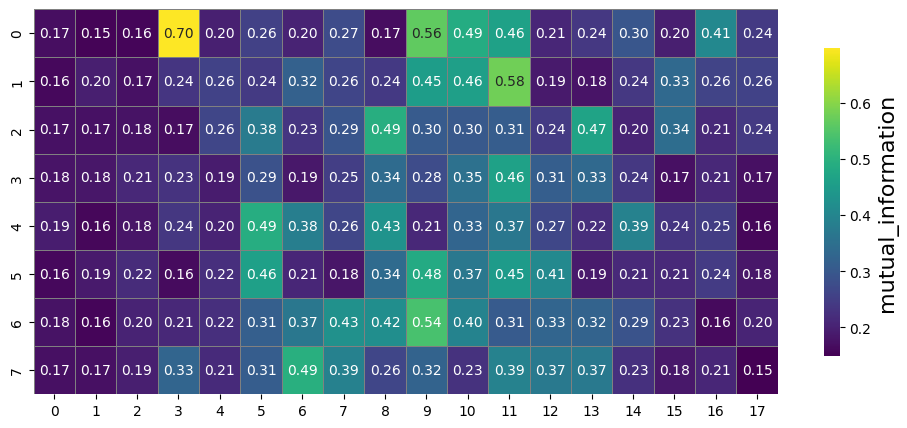 0 0.17 0.15 0.16 0.70 0.20 0.26 0.20 0.27 0.17 0.56 0.49 0.46 0.21 0.24 0.30 0.20 0.41 0.24
1 0.16 0.20 0.17 0.24 0.26 0.24 0.32 0.26 0.24 0.45 0.46 0.58 0.19 0.18 0.24 0.33 0.26 0.26
2 0.17 0.17 0.18 0.17 0.26 0.38 0.23 0.29 0.49 0.30 0.30 0.31 0.24 0.47 0.20 0.34 0.21 0.24
3 0.18 0.18 0.21 0.23 0.19 0.29 0.19 0.25 0.34 0.28 0.35 0.46 0.31 0.33 0.24 0.17 0.21 0.17
4 0.19 0.16 0.18 0.24 0.20 0.49 0.38 0.26 0.43 0.21 0.33 0.37 0.27 0.22 0.39 0.24 0.25 0.16
5 0.16 0.19 0.22 0.16 0.22 0.46 0.21 0.18 0.34 0.48 0.37 0.45 0.41 0.19 0.21 0.21 0.24 0.18
6 0.18 0.16 0.20 0.21 0.22 0.31 0.37 0.43 0.42 0.54 0.40 0.31 0.33 0.32 0.29 0.23 0.16 0.20
7 0.17 0.17 0.19 0.33 0.21 0.31 0.49 0.39 0.26 0.32 0.23 0.39 0.37 0.37 0.23 0.18 0.21 0.15
0 1 2 3 4 5 6 7 8 9 10 11 12 13 14 15 16 17
0.6
0.5
0.4
0.3
0.2
mutual_information